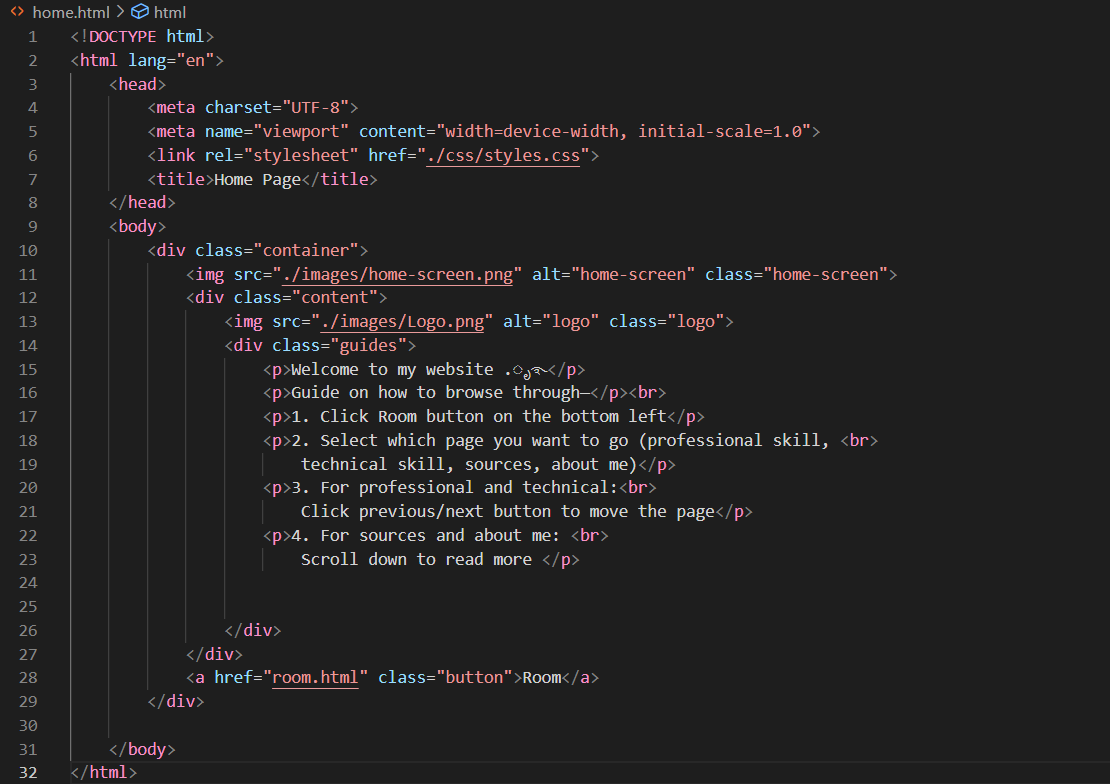 home.html > html
1 <!DOCTYPE html>
2 <html lang="en">
3 <head>
4 <meta charset="UTF-8">
5 <meta name="viewport" content="width=device-width, initial-scale=1.0">
6 <link rel="stylesheet" href="./css/styles.css">
7 <title>Home Page</title>
8 </head>
9 <body>
10 <div class="container">
11 <img src="./images/home-screen.png" alt="home-screen" class="home-screen">
12 <div class="content">
13 <img src="./images/Logo.png" alt="logo" class="logo">
14 <div class="guides">
15 <p>Welcome to my website .</p>
16 <p>Guide on how to browse through—</p><br>
17 <p>1. Click Room button on the bottom left</p>
18 <p>2. Select which page you want to go (professional skill, <br>
19 technical skill, sources, about me)</p>
20 <p>3. For professional and technical:<br>
21 Click previous/next button to move the page</p>
22 <p>4. For sources and about me: <br>
23 Scroll down to read more </p>
24
25
26 </div>
27 </div>
28 <a href="room.html" class="button">Room</a>
29 </div>
30
31 </body>
32 </html>